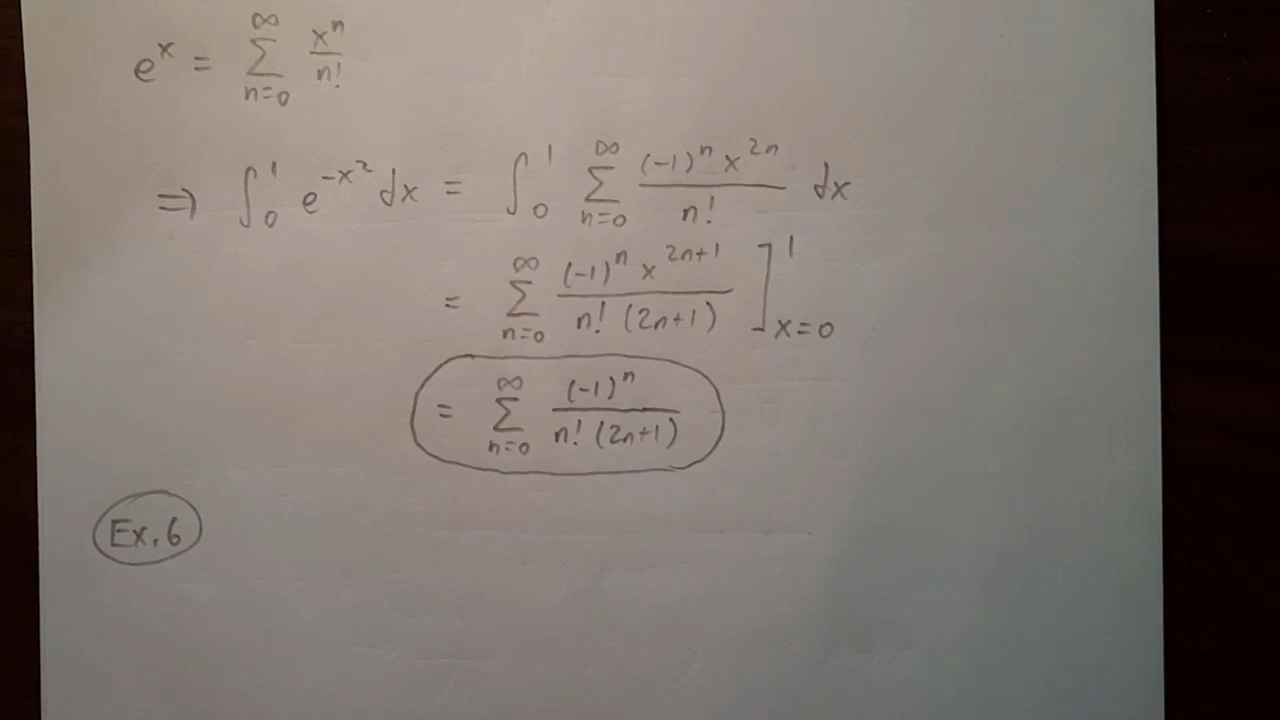 e^x = ∑_{n=0}^{∞} x^n / n!
⇒ ∫_0^1 e^{-x^2} dx = ∫_0^1 ∑_{n=0}^{∞} (-1)^n x^{2n} / n! dx
= ∑_{n=0}^{∞} (-1)^n x^{2n+1} / n! (2n+1) ]_{x=0}^{1}
= ∑_{n=0}^{∞} (-1)^n / n! (2n+1)
Ex. 6